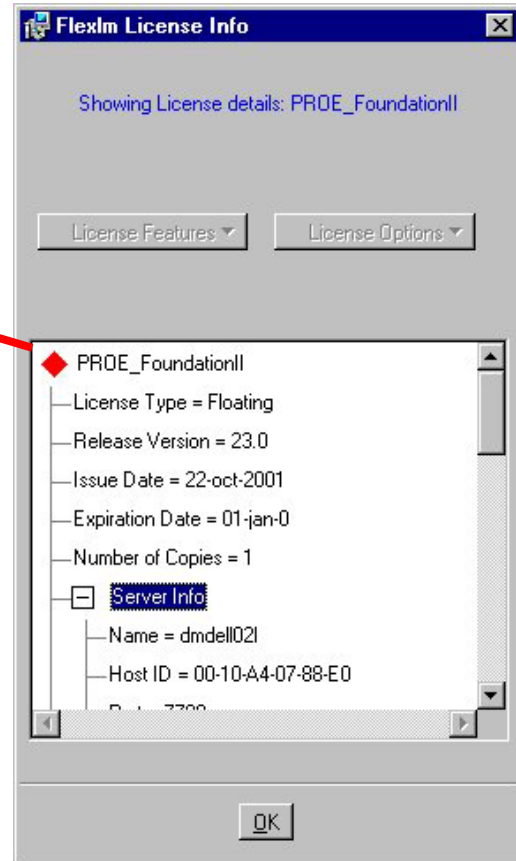 Flexlm License Info
Showing License details: PROE_FoundationII
License Features
License Options
PROE_FoundationII
License Type = Floating
Release Version = 23.0
Issue Date = 22-oct-2001
Expiration Date = 01-jan-0
Number of Copies = 1
Server Info
Name = dmdell02l
Host ID = 00-10-A4-07-88-E0
OK